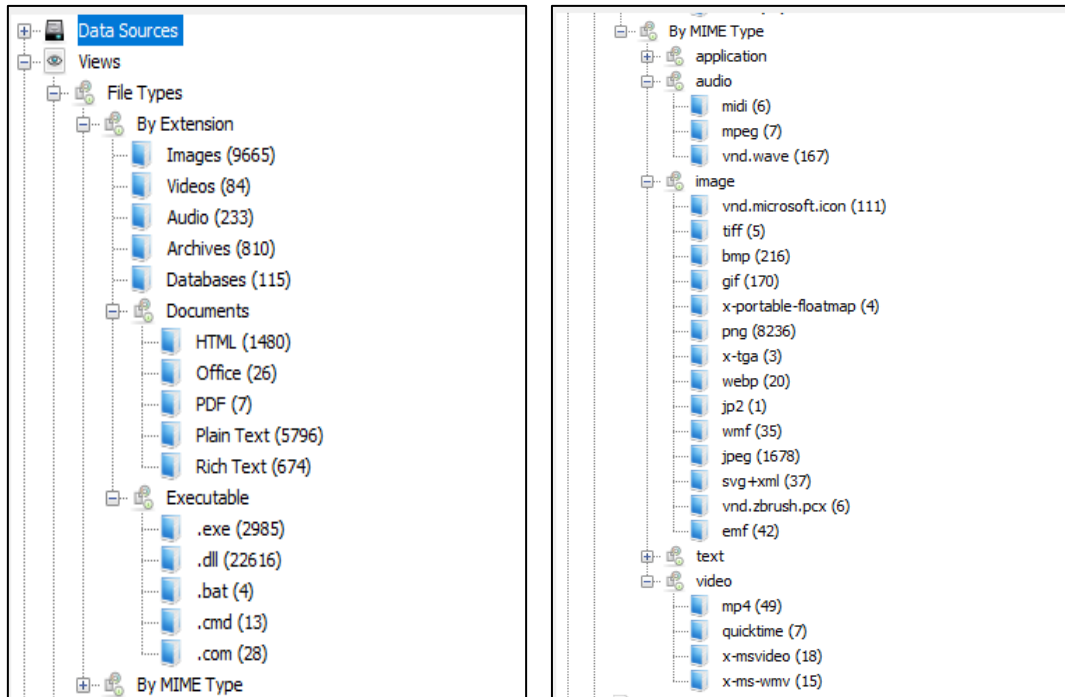 Data Sources
Views
File Types
By Extension
Images (9665)
Videos (84)
Audio (233)
Archives (810)
Databases (115)
Documents
HTML (1480)
Office (26)
PDF (7)
Plain Text (5796)
Rich Text (674)
Executable
.exe (2985)
.dll (22616)
.bat (4)
.cmd (13)
.com (28)
By MIME Type
By MIME Type
application
audio
midi (6)
mpeg (7)
vnd.wave (167)
image
vnd.microsoft.icon (111)
tiff (5)
bmp (216)
gif (170)
x-portable-floatmap (4)
png (8236)
x-tga (3)
webp (20)
jp2 (1)
wmf (35)
jpeg (1678)
svg+xml (37)
vnd.zbrush.pcx (6)
emf (42)
text
video
mp4 (49)
quicktime (7)
x-msvideo (18)
x-ms-wmv (15)